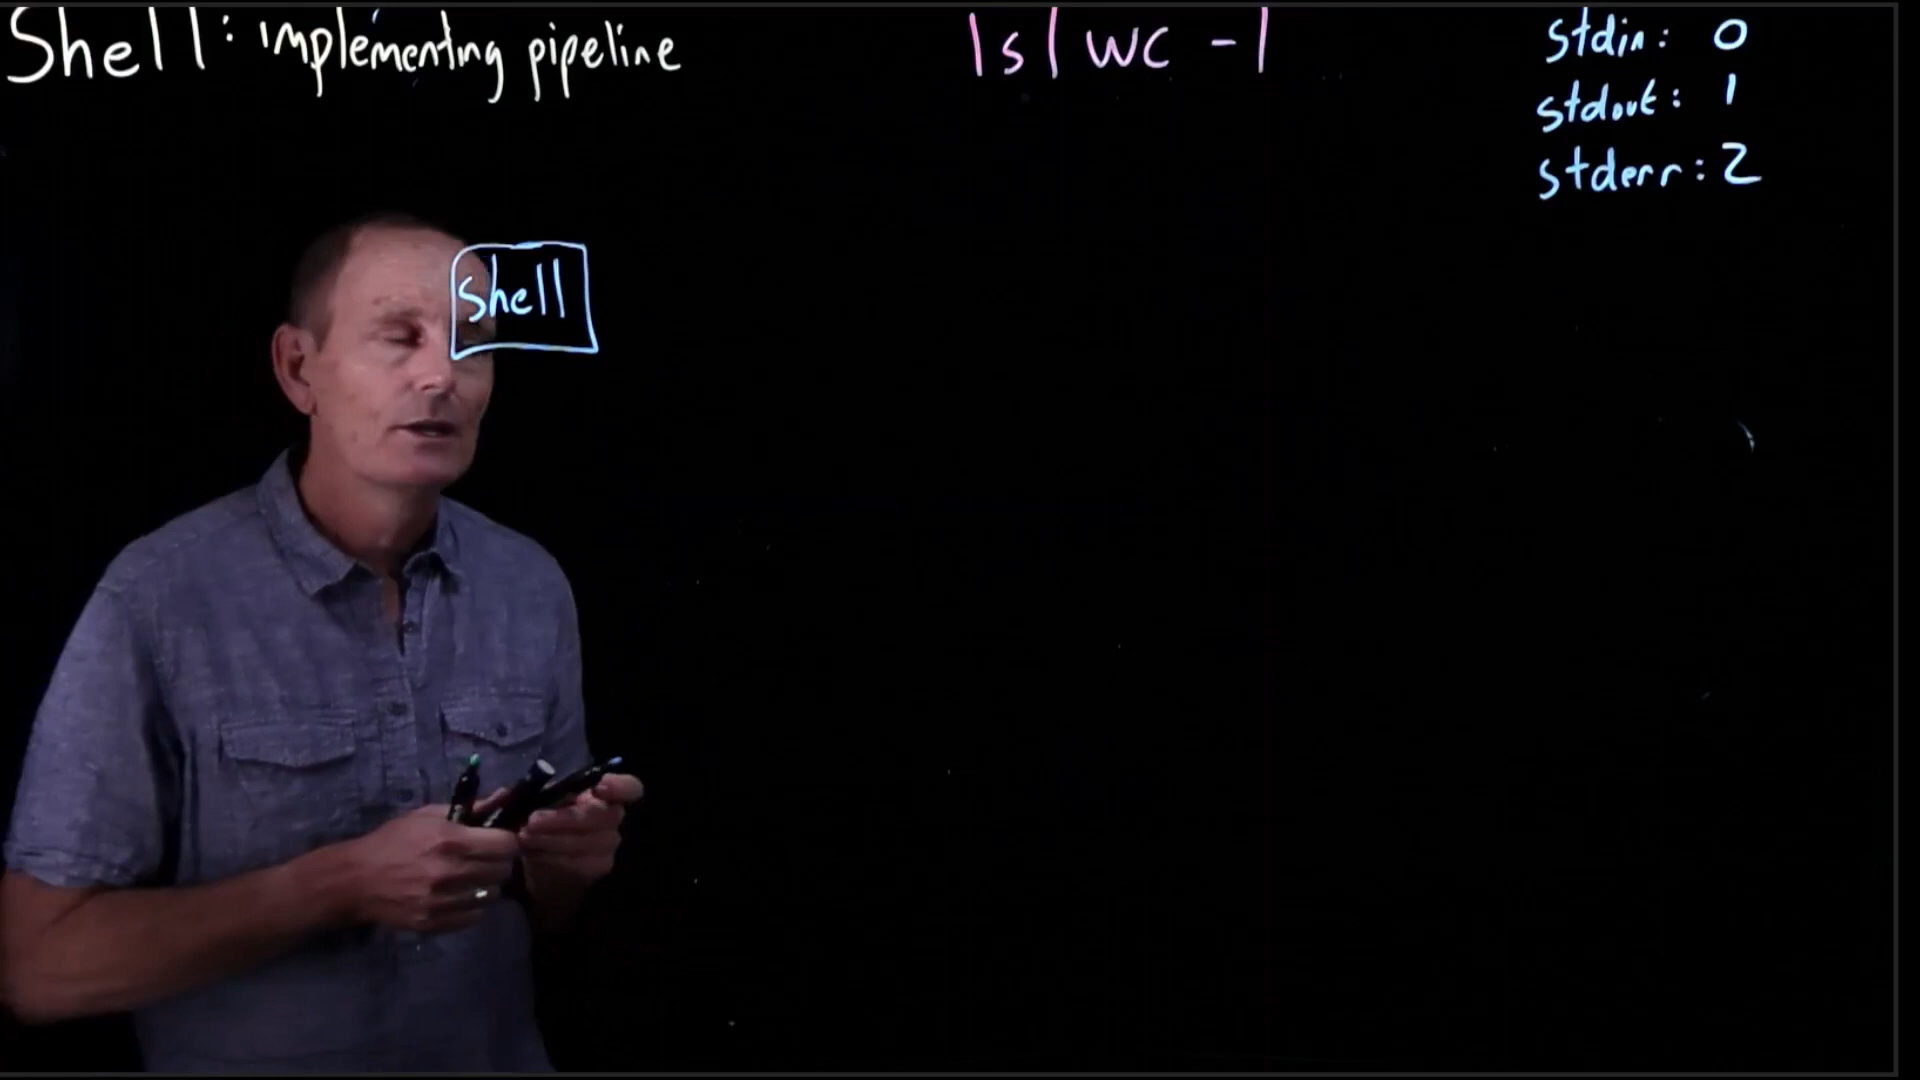 Shell: implementing pipeline
ls | wc -l
stdin: 0
stdout: 1
stderr: 2
shell